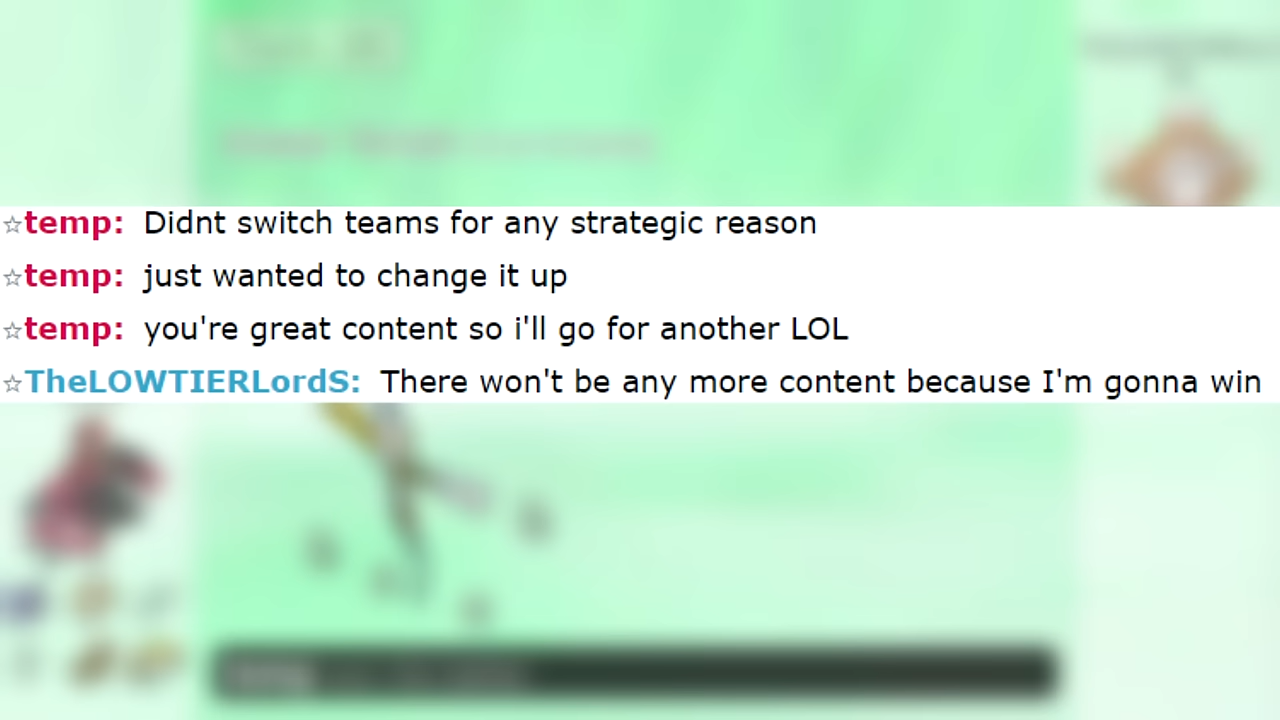 ☆temp: Didnt switch teams for any strategic reason
☆temp: just wanted to change it up
☆temp: you're great content so i'll go for another LOL
☆TheLOWTIERLordS: There won't be any more content because I'm gonna win